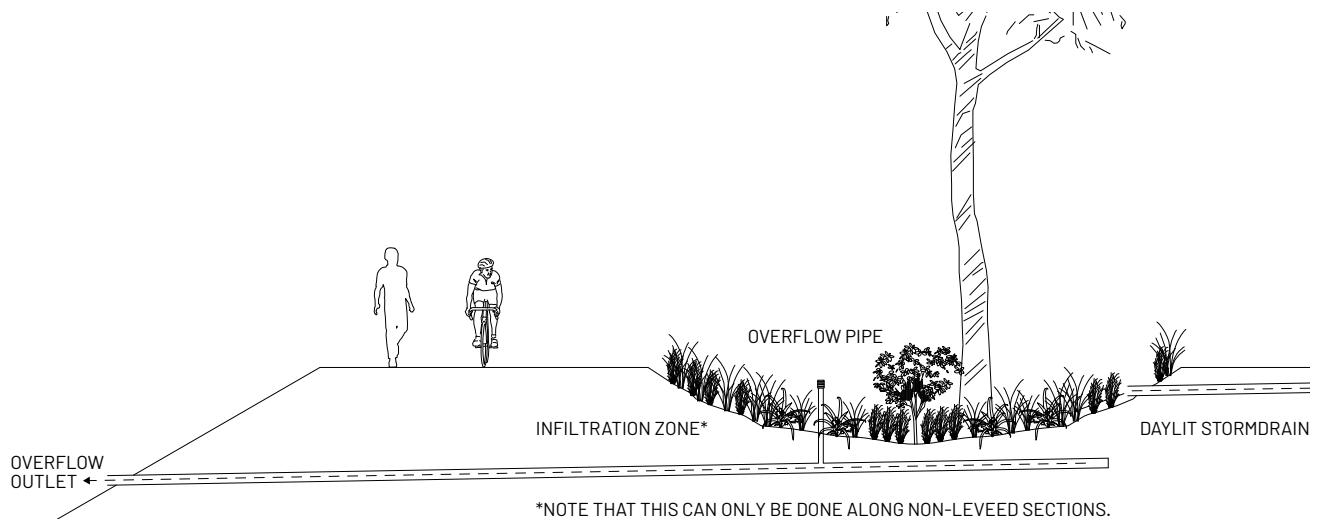 OVERFLOW PIPE
INFILTRATION ZONE*
DAYLIT STORMDRAIN
OVERFLOW
OUTLET
*NOTE THAT THIS CAN ONLY BE DONE ALONG NON-LEVEED SECTIONS.